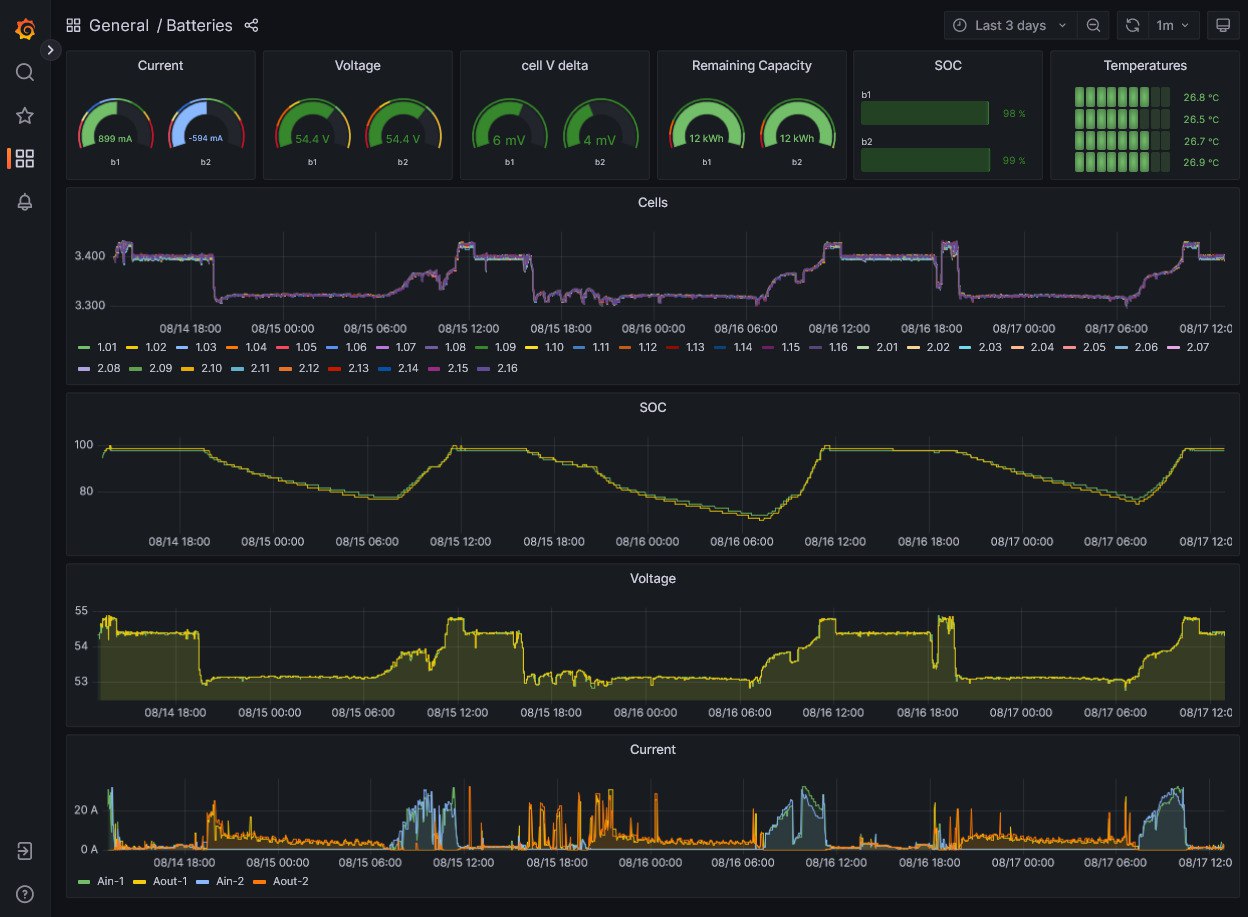 General / Batteries
Last 3 days
1m
Current
899 mA
-594 mA
b1
b2
Voltage
54.4 V
54.4 V
b1
b2
cell V delta
6 mV
4 mV
b1
b2
Remaining Capacity
12 kWh
12 kWh
b1
b2
SOC
b1
98 %
b2
99 %
Temperatures
26.8 °C
26.5 °C
26.7 °C
26.9 °C
Cells
3.400
3.300
08/14 18:00 08/15 00:00 08/15 06:00 08/15 12:00 08/15 18:00 08/16 00:00 08/16 06:00 08/16 12:00 08/16 18:00 08/17 00:00 08/17 06:00 08/17 12:0
1.01 1.02 1.03 1.04 1.05 1.06 1.07 1.08 1.09 1.10 1.11 1.12 1.13 1.14 1.15 1.16 2.01 2.02 2.03 2.04 2.05 2.06 2.07
2.08 2.09 2.10 2.11 2.12 2.13 2.14 2.15 2.16
SOC
100
80
08/14 18:00 08/15 00:00 08/15 06:00 08/15 12:00 08/15 18:00 08/16 00:00 08/16 06:00 08/16 12:00 08/16 18:00 08/17 00:00 08/17 06:00 08/17 12:0
Voltage
55
54
53
08/14 18:00 08/15 00:00 08/15 06:00 08/15 12:00 08/15 18:00 08/16 00:00 08/16 06:00 08/16 12:00 08/16 18:00 08/17 00:00 08/17 06:00 08/17 12:0
Current
20 A
0 A
08/14 18:00 08/15 00:00 08/15 06:00 08/15 12:00 08/15 18:00 08/16 00:00 08/16 06:00 08/16 12:00 08/16 18:00 08/17 00:00 08/17 06:00 08/17 12:0
Ain-1 Aout-1 Ain-2 Aout-2